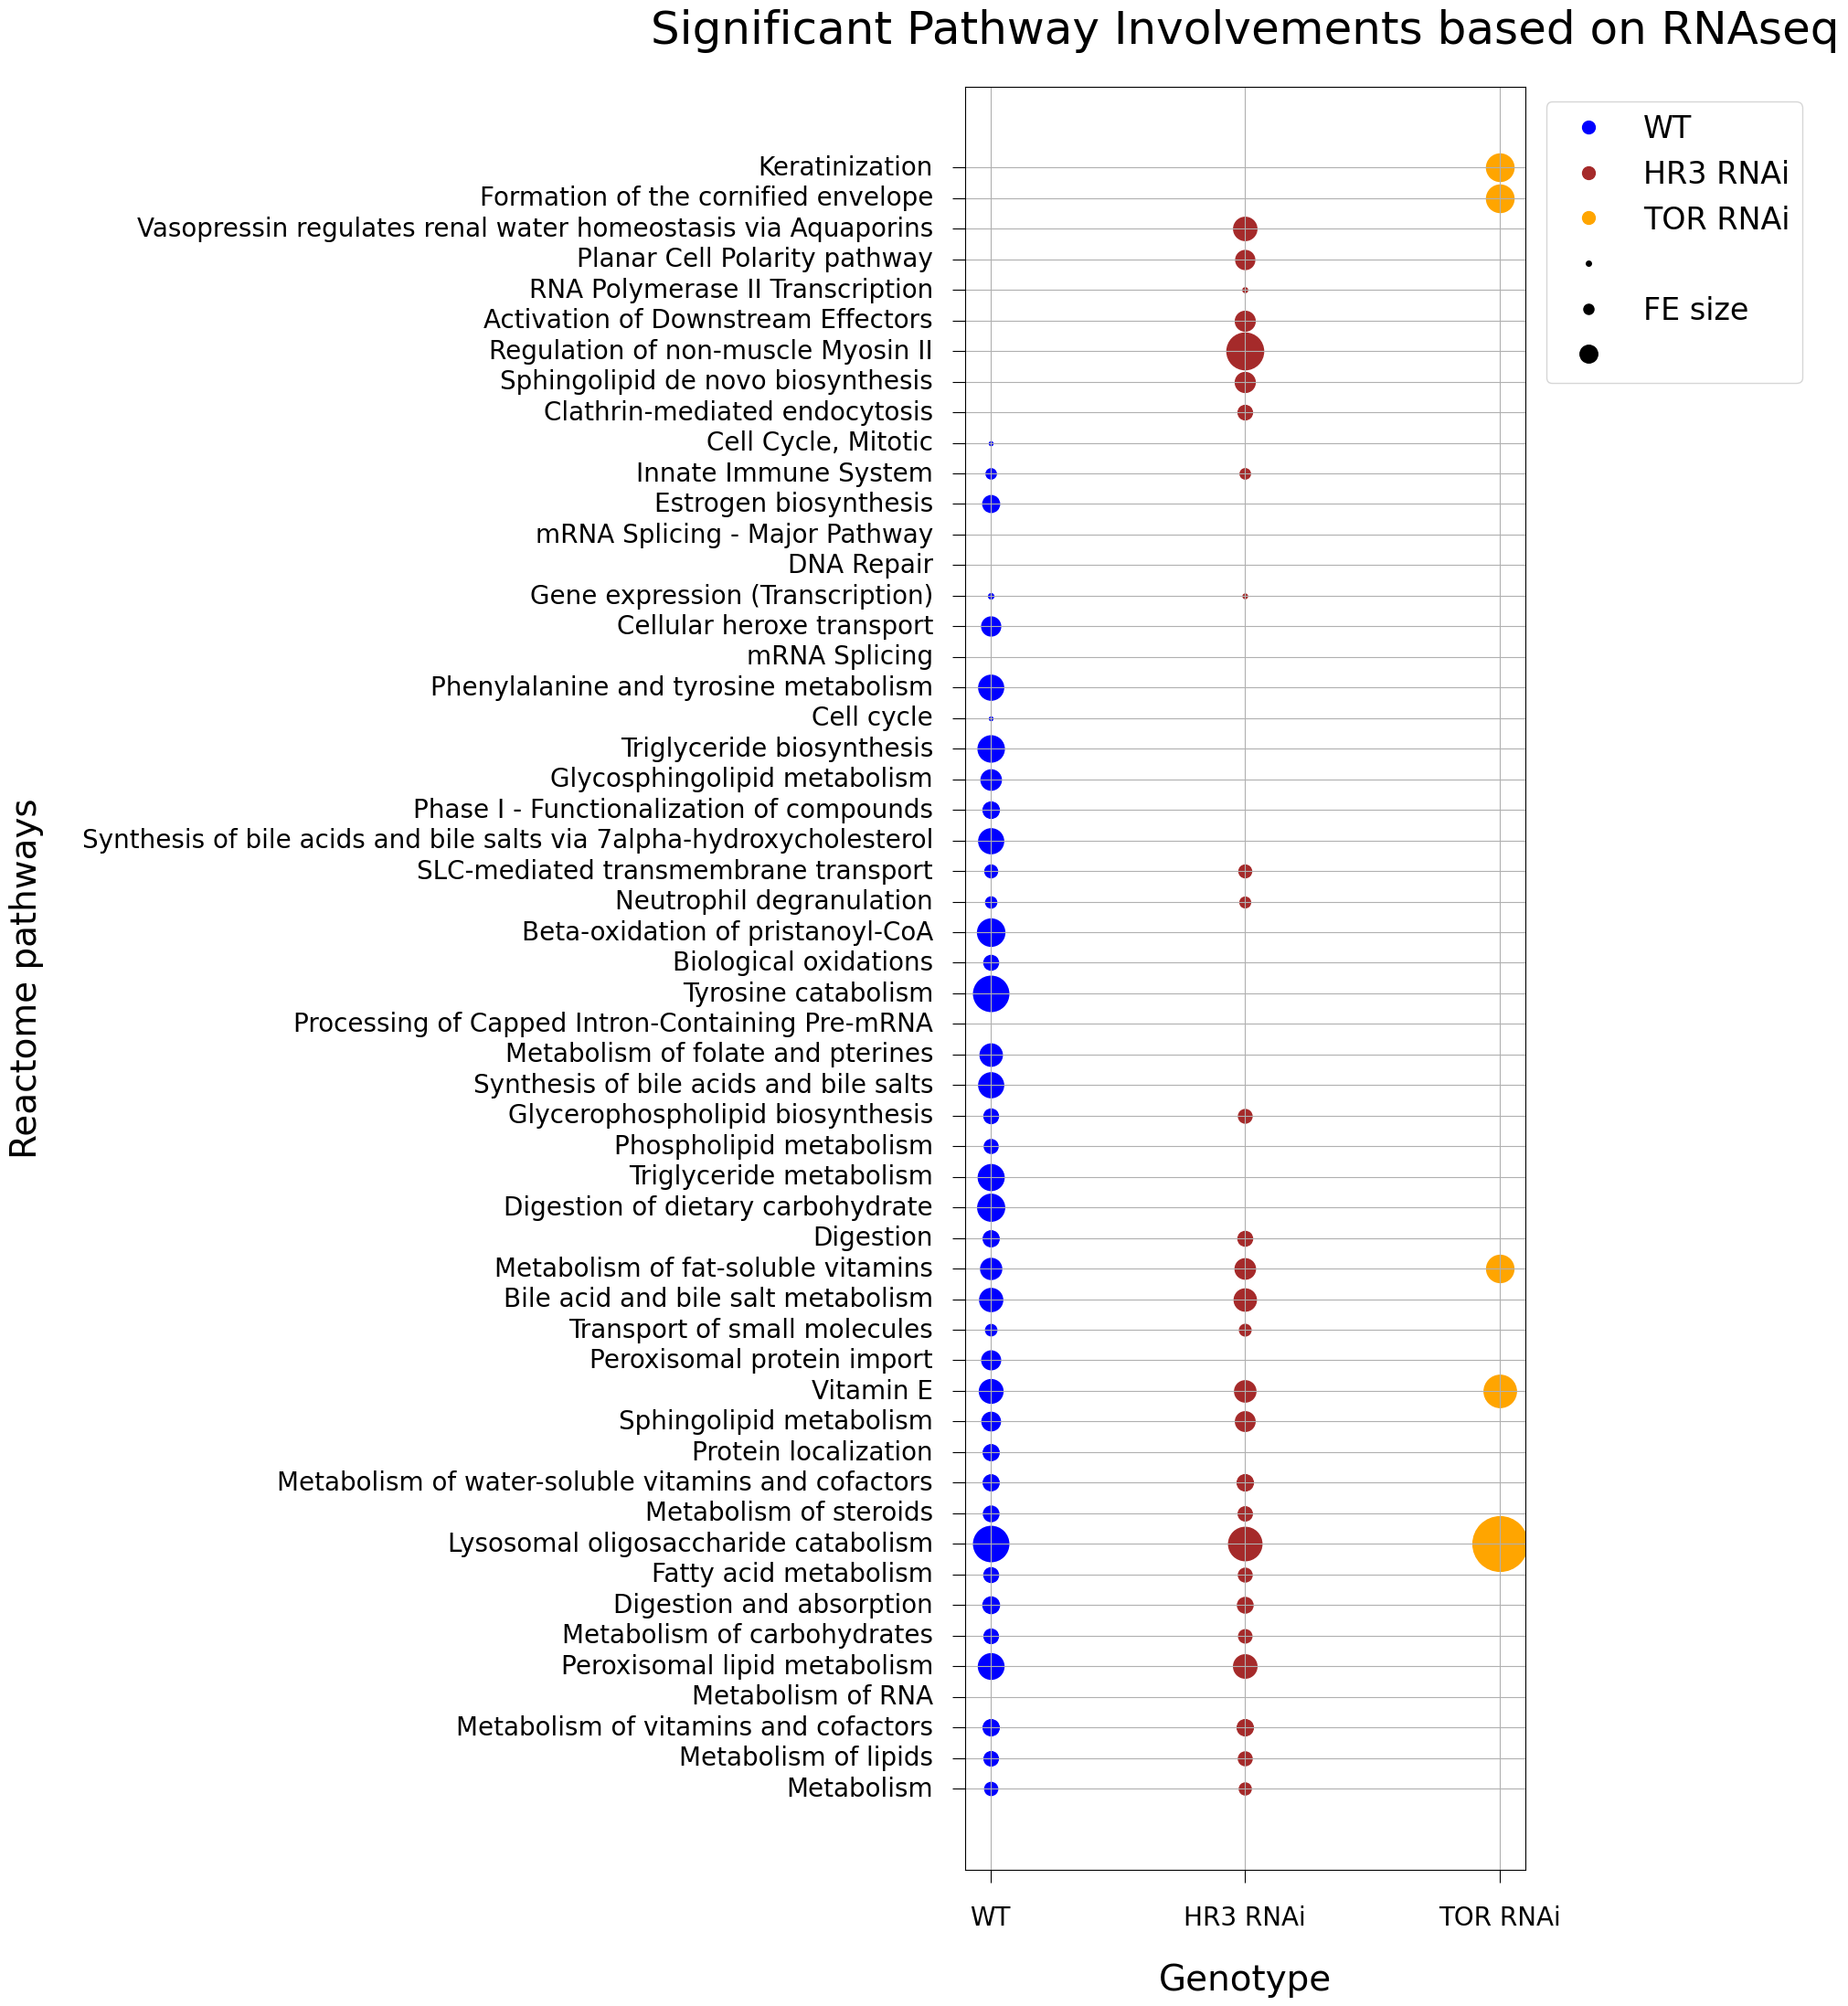 Significant Pathway Involvements based on RNAseq
Keratinization
Formation of the cornified envelope
Vasopressin regulates renal water homeostasis via Aquaporins
Planar Cell Polarity pathway
RNA Polymerase II Transcription
Activation of Downstream Effectors
Regulation of non-muscle Myosin II
Sphingolipid de novo biosynthesis
Clathrin-mediated endocytosis
Cell Cycle, Mitotic
Innate Immune System
Estrogen biosynthesis
mRNA Splicing - Major Pathway
DNA Repair
Gene expression (Transcription)
Cellular heroxe transport
mRNA Splicing
Phenylalanine and tyrosine metabolism
Cell cycle
Triglyceride biosynthesis
Glycosphingolipid metabolism
Phase I - Functionalization of compounds
Synthesis of bile acids and bile salts via 7alpha-hydroxycholesterol
SLC-mediated transmembrane transport
Neutrophil degranulation
Beta-oxidation of pristanoyl-CoA
Biological oxidations
Tyrosine catabolism
Processing of Capped Intron-Containing Pre-mRNA
Metabolism of folate and pterines
Synthesis of bile acids and bile salts
Glycerophospholipid biosynthesis
Phospholipid metabolism
Triglyceride metabolism
Digestion of dietary carbohydrate
Digestion
Metabolism of fat-soluble vitamins
Bile acid and bile salt metabolism
Transport of small molecules
Peroxisomal protein import
Vitamin E
Sphingolipid metabolism
Protein localization
Metabolism of water-soluble vitamins and cofactors
Metabolism of steroids
Lysosomal oligosaccharide catabolism
Fatty acid metabolism
Digestion and absorption
Metabolism of carbohydrates
Peroxisomal lipid metabolism
Metabolism of RNA
Metabolism of vitamins and cofactors
Metabolism of lipids
Metabolism
Reactome pathways
WT
HR3 RNAi
TOR RNAi
Genotype
WT
HR3 RNAi
TOR RNAi
FE size